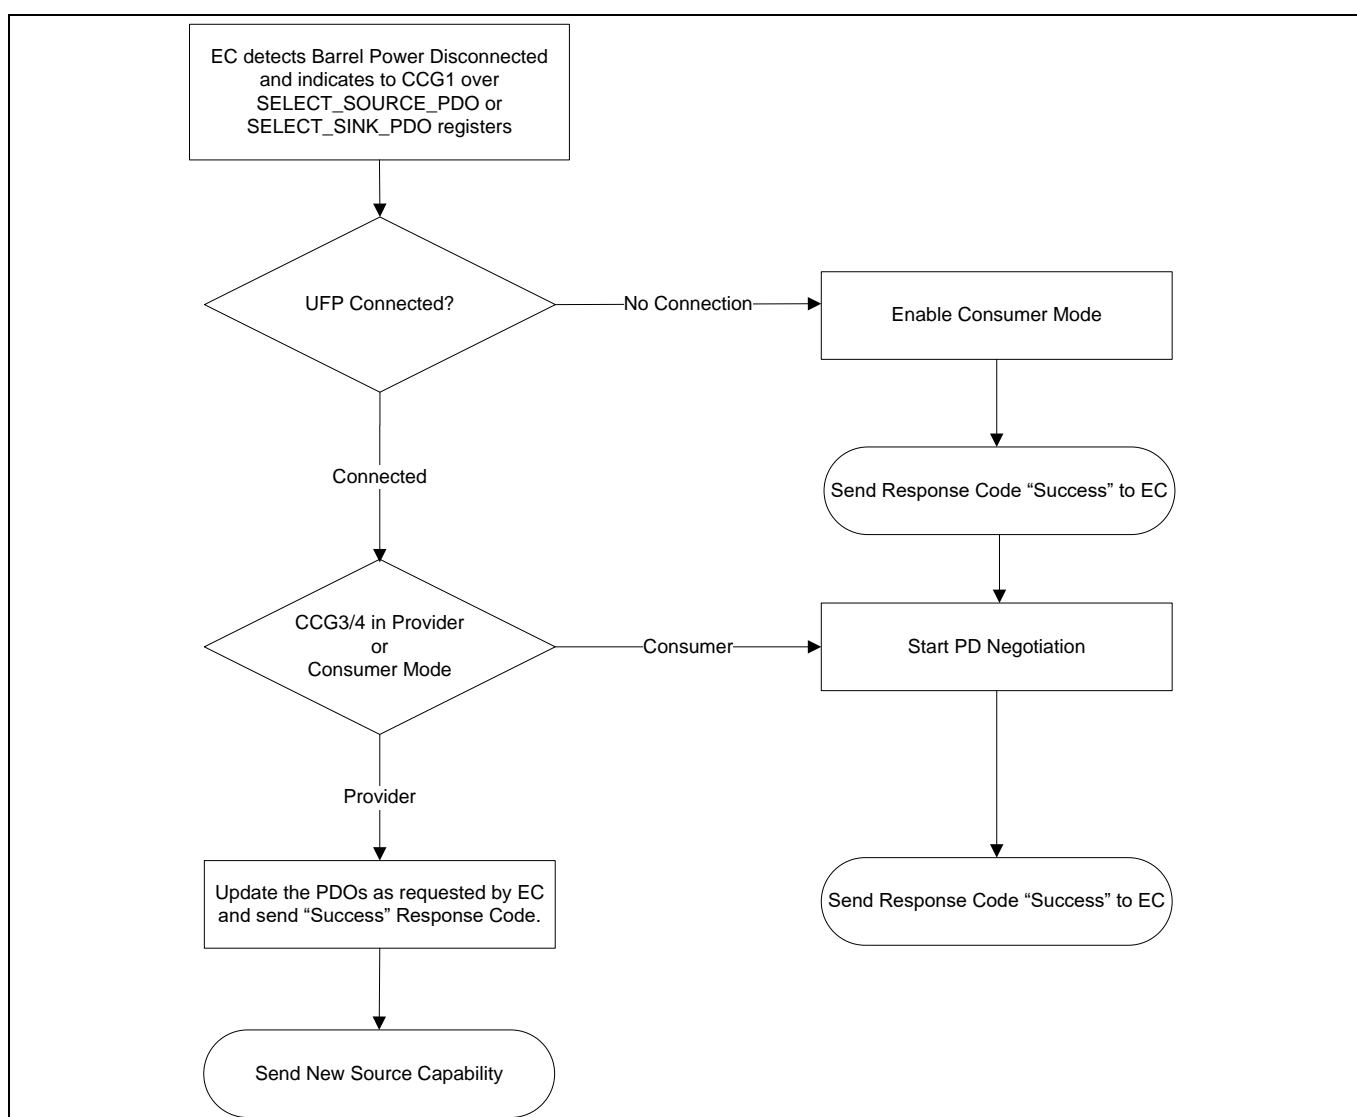 EC detects Barrel Power Disconnected
and indicates to CCG1 over
SELECT_SOURCE_PDO or
SELECT_SINK_PDO registers
UFP Connected?
No Connection
Enable Consumer Mode
Send Response Code “Success” to EC
Connected
CCG3/4 in Provider
or
Consumer Mode
Consumer
Start PD Negotiation
Provider
Update the PDOs as requested by EC
and send “Success” Response Code.
Send Response Code “Success” to EC
Send New Source Capability